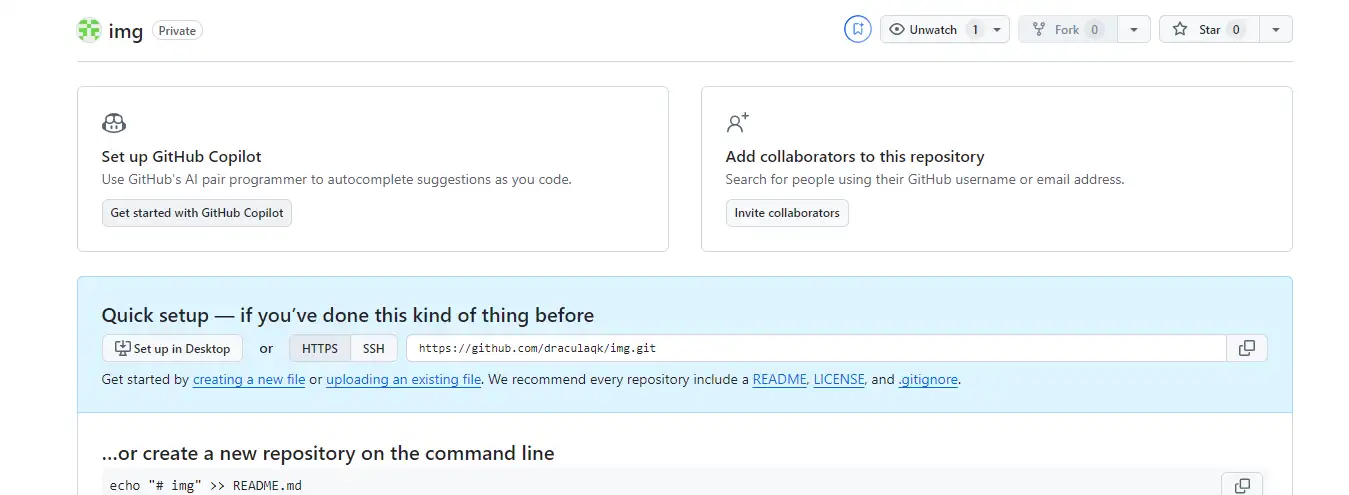 img Private Unwatch 1 Fork 0 Star 0
Set up GitHub Copilot
Use GitHub's AI pair programmer to autocomplete suggestions as you code.
Get started with GitHub Copilot
Add collaborators to this repository
Search for people using their GitHub username or email address.
Invite collaborators
Quick setup — if you’ve done this kind of thing before
Set up in Desktop or HTTPS SSH https://github.com/draculaqk/img.git
Get started by creating a new file or uploading an existing file. We recommend every repository include a README, LICENSE, and .gitignore.
…or create a new repository on the command line
echo "# img" >> README.md